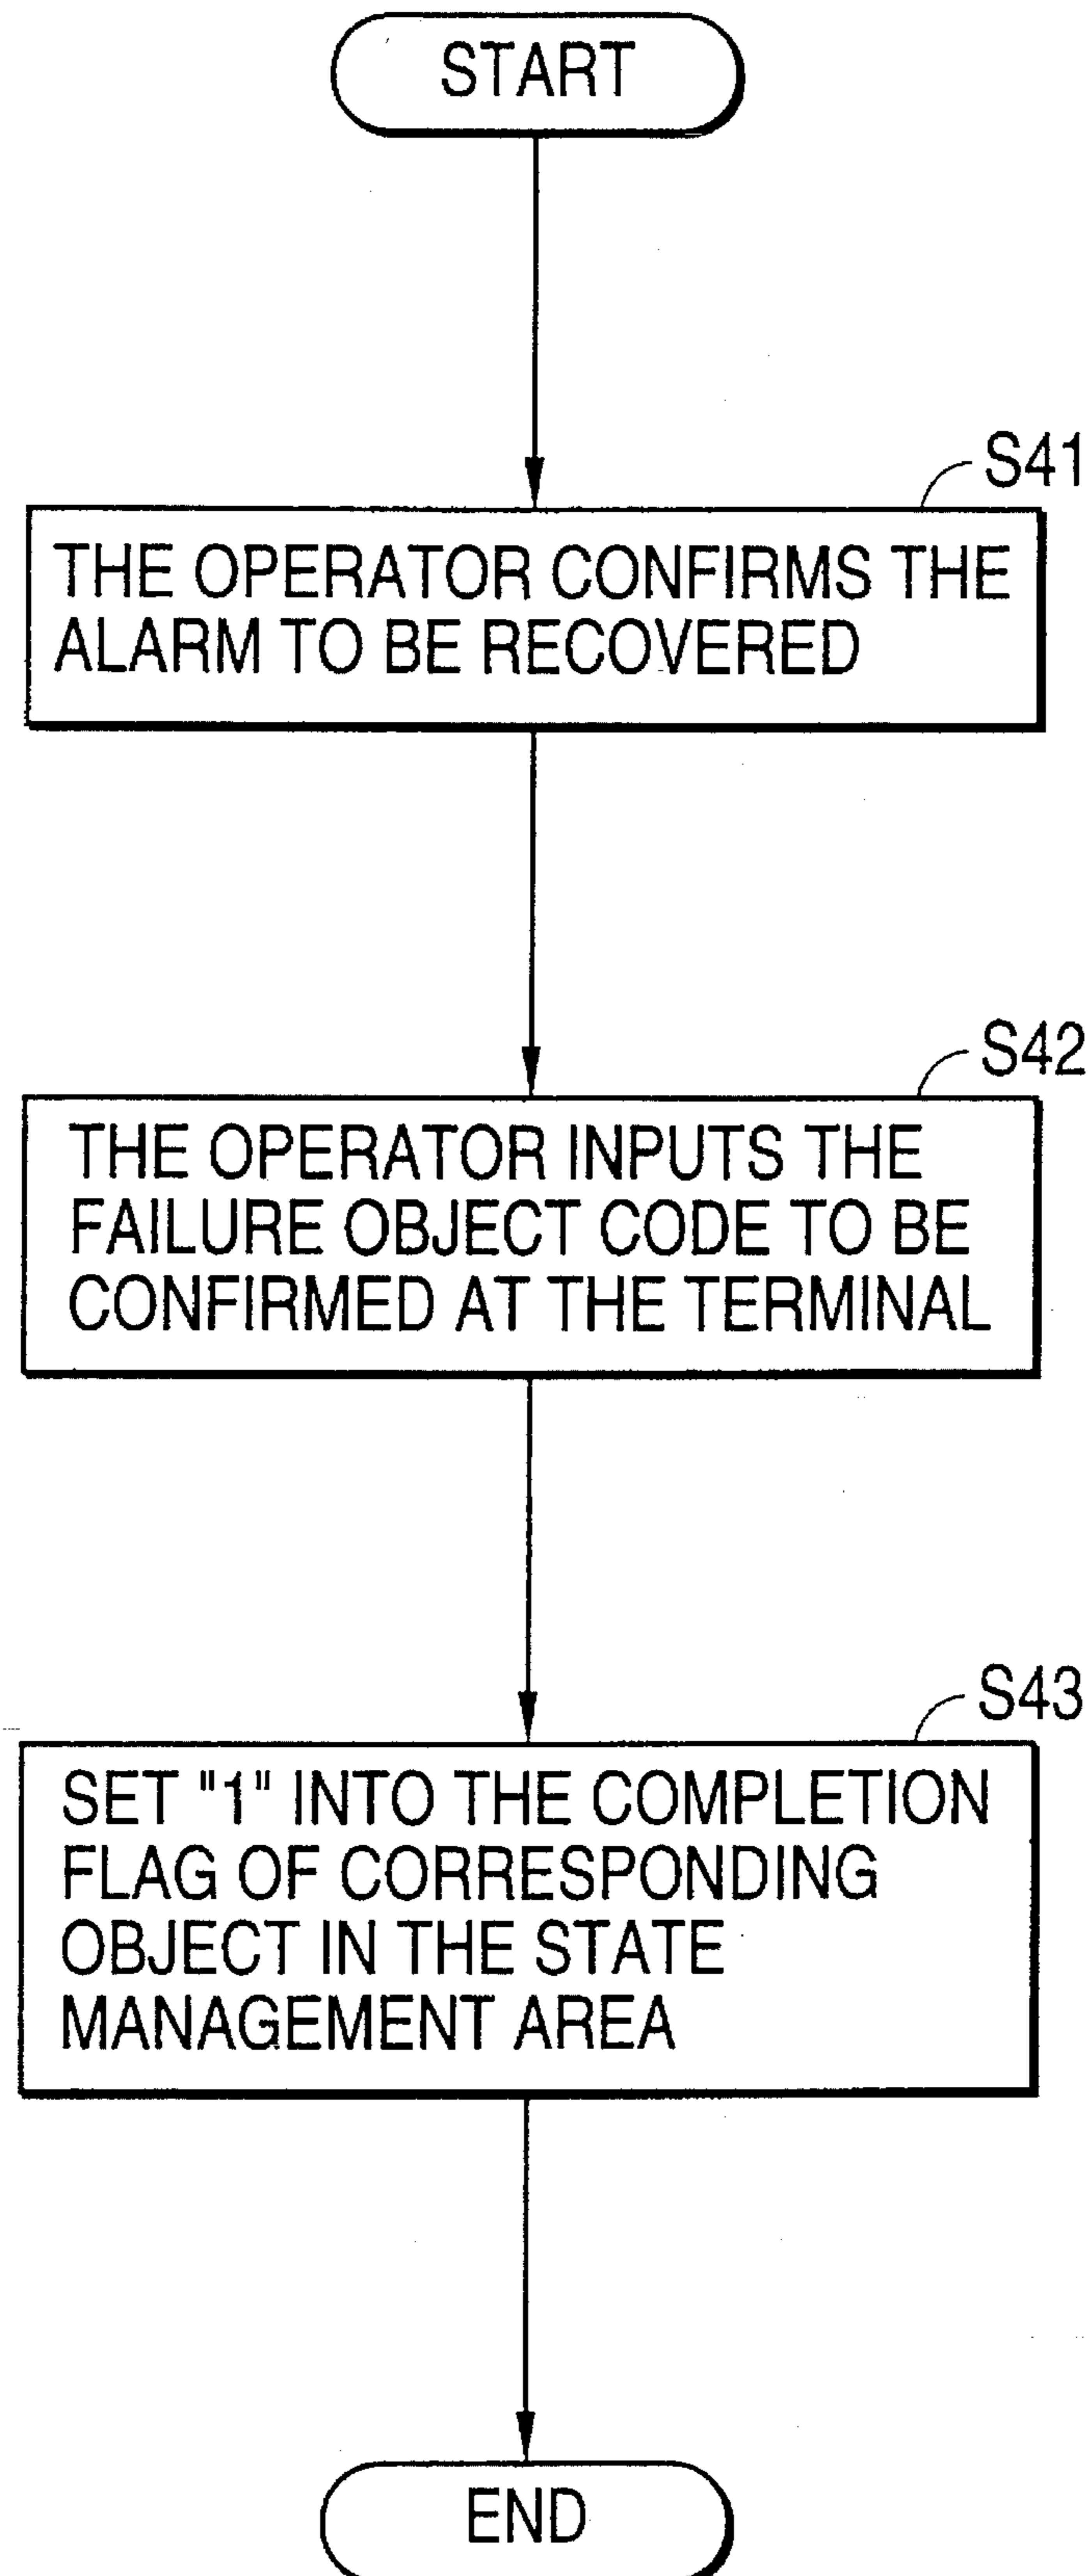 START
S41
THE OPERATOR CONFIRMS THE
ALARM TO BE RECOVERED
S42
THE OPERATOR INPUTS THE
FAILURE OBJECT CODE TO BE
CONFIRMED AT THE TERMINAL
S43
SET "1" INTO THE COMPLETION
FLAG OF CORRESPONDING
OBJECT IN THE STATE
MANAGEMENT AREA
END